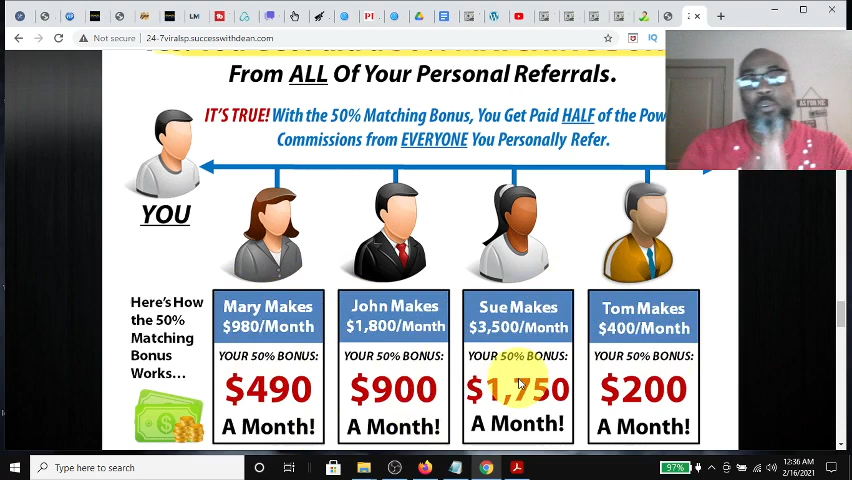 Not secure
24-7viralsp.successwithdean.com
From ALL Of Your Personal Referrals.
IT'S TRUE! With the 50% Matching Bonus, You Get Paid HALF of the
Commissions from EVERYONE You Personally Refer.
YOU
Here's How
the 50%
Matching
Bonus
Works...
Mary Makes
$980/Month
YOUR 50% BONUS:
$490
A Month!
John Makes
$1,800/Month
YOUR 50% BONUS:
$900
A Month!
Sue Makes
$3,500/Month
YOUR 50% BONUS:
$1,750
A Month!
Tom Makes
$400/Month
YOUR 50% BONUS:
$200
A Month!
Type here to search
97%
12:36 AM
2/16/2021